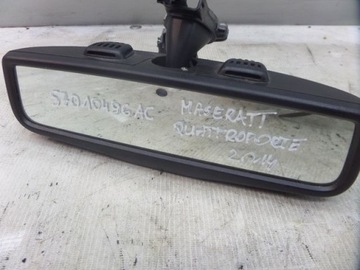 57010496AC
MASERATI
QUATTROPORTE
2014